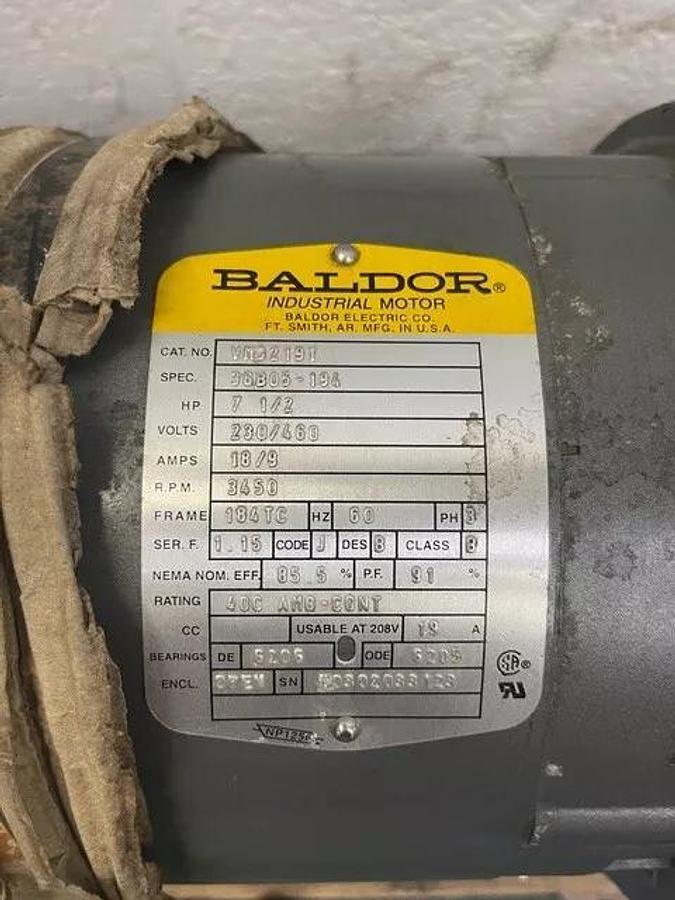 BALDOR®
INDUSTRIAL MOTOR
BALDOR ELECTRIC CO.
FT. SMITH, AR. MFG. IN U.S.A.
CAT. NO.
SPEC. 36B05-194
HP 7 1/2
VOLTS 230/460
AMPS 18/9
R.P.M. 3450
FRAME 184TC HZ 60 PH 3
SER. F. 1.15 CODE J DES B CLASS B
NEMA NOM. EFF. 85.5 % P.F. 91 %
RATING 40C AMB-CONT
CC USABLE AT 208V 19 A
BEARINGS DE 6206 ODE 6205
ENCL. OPEN SN
SA®
UR
NP1256